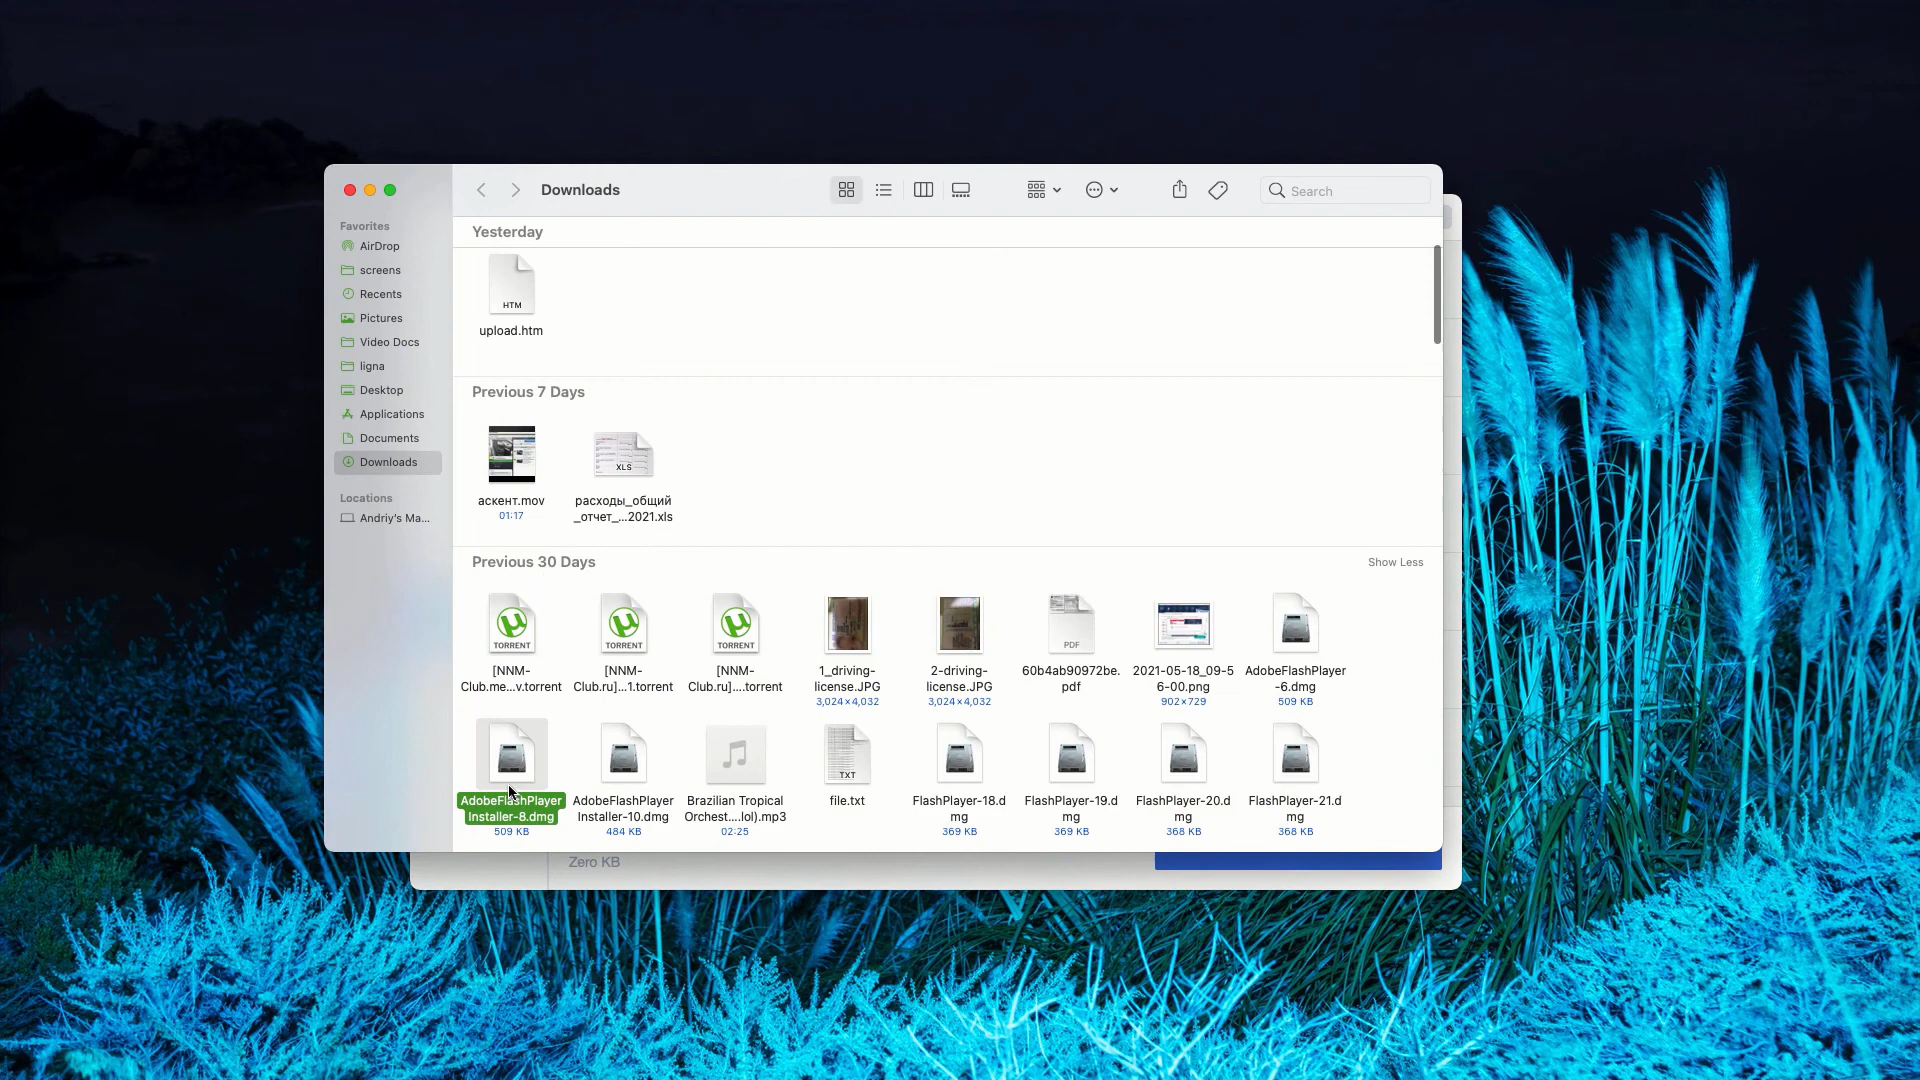 Downloads
Search
Favorites
AirDrop
screens
Recents
Pictures
Video Docs
ligna
Desktop
Applications
Documents
Downloads
Locations
Andriy's Ma...
Yesterday
HTM
upload.htm
Previous 7 Days
XLS
аскент.mov
01:17
расходы_общий
_отчет_...2021.xls
Previous 30 Days
Show Less
TORRENT
TORRENT
TORRENT
PDF
[NNM-
Club.me...v.torrent
[NNM-
Club.ru]...1.torrent
[NNM-
Club.ru]....torrent
1_driving-
license.JPG
3,024×4,032
2-driving-
license.JPG
3,024×4,032
60b4ab90972be.
pdf
2021-05-18_09-5
6-00.png
902×729
AdobeFlashPlayer
-6.dmg
509 KB
TXT
AdobeFlashPlayer
Installer-8.dmg
509 KB
AdobeFlashPlayer
Installer-10.dmg
484 KB
Brazilian Tropical
Orchest....lol).mp3
02:25
file.txt
FlashPlayer-18.d
mg
369 KB
FlashPlayer-19.d
mg
369 KB
FlashPlayer-20.d
mg
368 KB
FlashPlayer-21.d
mg
368 KB
Zero KB